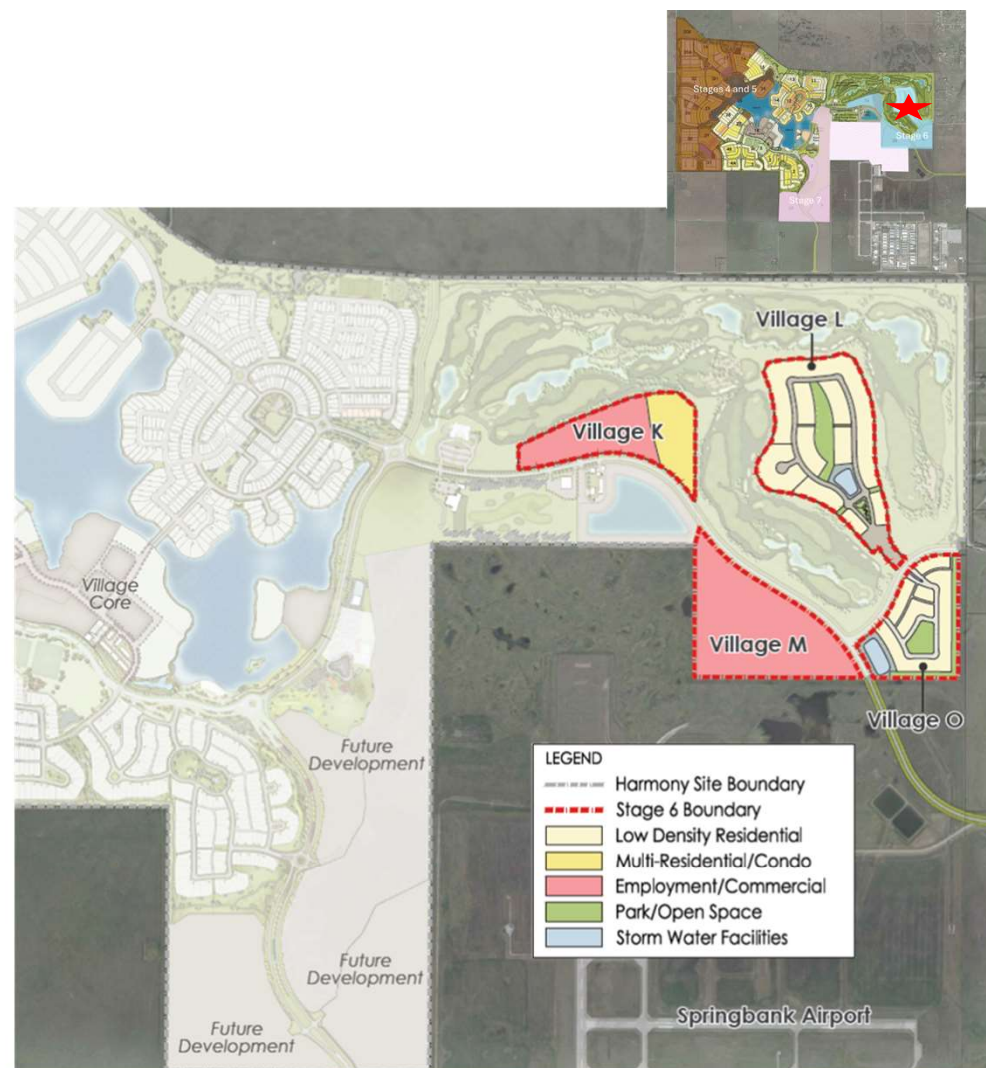 Stages 4 and 5
Stage 6
Stage 7
Village L
Village K
Village
Core
Village M
Village O
Future
Development
LEGEND
Harmony Site Boundary
Stage 6 Boundary
Low Density Residential
Multi-Residential/Condo
Employment/Commercial
Park/Open Space
Storm Water Facilities
Future
Development
Springbank Airport
Future
Development